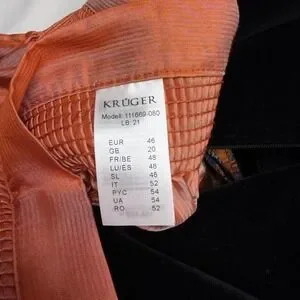 KRÜGER
Modell: 111669-080
LB: 21
EUR 46
GB 20
FR/BE 48
LU/ES 48
SL 46
IT 52
PYC 54
UA 54
RO 52